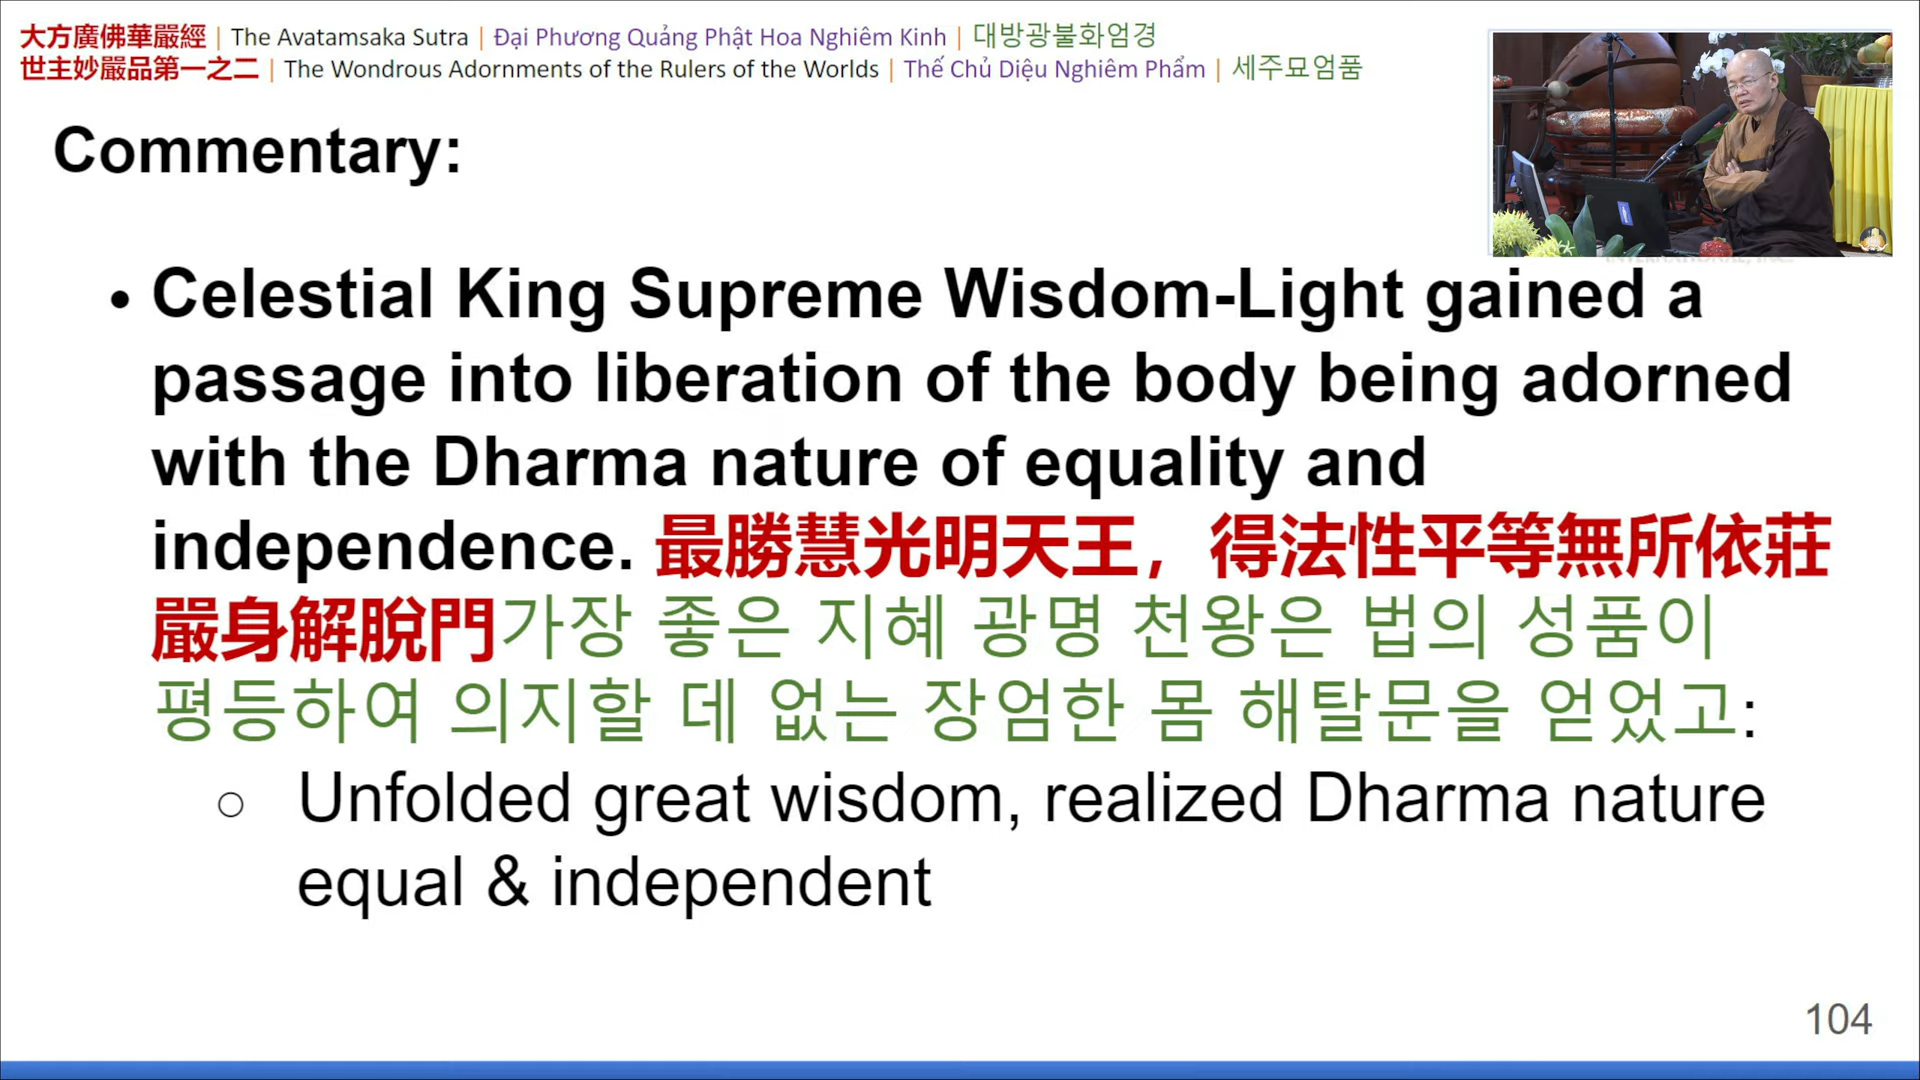 大方廣佛華嚴經 | The Avatamsaka Sutra | Đại Phương Quảng Phật Hoa Nghiêm Kinh | 대방광불화엄경
世主妙嚴品第一之二 | The Wondrous Adornments of the Rulers of the Worlds | Thế Chủ Diệu Nghiêm Phẩm | 세주묘엄품
Commentary:
• Celestial King Supreme Wisdom-Light gained a
passage into liberation of the body being adorned
with the Dharma nature of equality and
independence. 最勝慧光明天王，得法性平等無所依莊
嚴身解脫門가장 좋은 지혜 광명 천왕은 법의 성품이
평등하여 의지할 데 없는 장엄한 몸 해탈문을 얻었고:
○ Unfolded great wisdom, realized Dharma nature
equal & independent
104